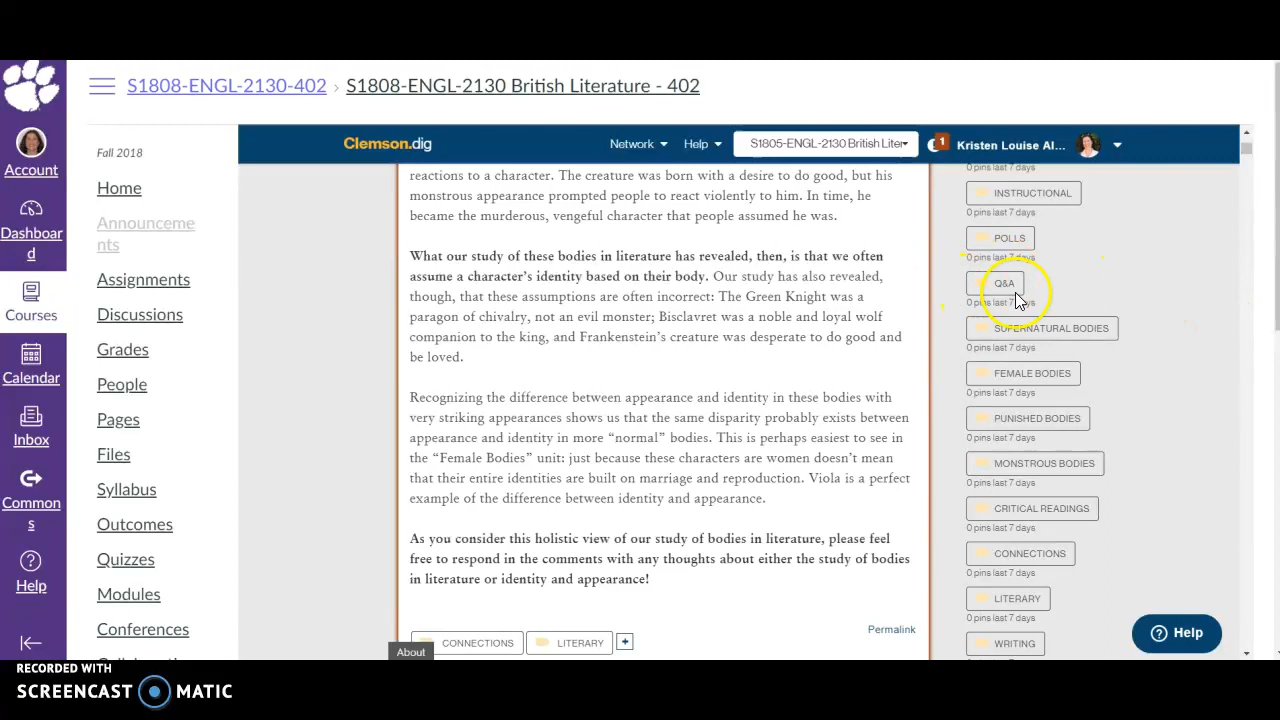 S1808-ENGL-2130-402 › S1808-ENGL-2130 British Literature - 402
Account
Dashboar
d
Courses
Calendar
Inbox
Common
s
Help
Fall 2018
Home
Announceme
nts
Assignments
Discussions
Grades
People
Pages
Files
Syllabus
Outcomes
Quizzes
Modules
Conferences
Clemson.dig
Network
Help
S1805-ENGL-2130 British Liter
1
Kristen Louise Al...
reactions to a character. The creature was born with a desire to do good, but his
monstrous appearance prompted people to react violently to him. In time, he
became the murderous, vengeful character that people assumed he was.
What our study of these bodies in literature has revealed, then, is that we often
assume a character's identity based on their body. Our study has also revealed,
though, that these assumptions are often incorrect: The Green Knight was a
paragon of chivalry, not an evil monster; Bisclavret was a noble and loyal wolf
companion to the king, and Frankenstein's creature was desperate to do good and
be loved.
Recognizing the difference between appearance and identity in these bodies with
very striking appearances shows us that the same disparity probably exists between
appearance and identity in more “normal” bodies. This is perhaps easiest to see in
the “Female Bodies” unit: just because these characters are women doesn't mean
that their entire identities are built on marriage and reproduction. Viola is a perfect
example of the difference between identity and appearance.
As you consider this holistic view of our study of bodies in literature, please feel
free to respond in the comments with any thoughts about either the study of bodies
in literature or identity and appearance!
Permalink
CONNECTIONS
LITERARY
+
About
0 pins last 7 days
INSTRUCTIONAL
0 pins last 7 days
POLLS
0 pins last 7 days
Q&A
0 pins last 7 days
SUPERNATURAL BODIES
0 pins last 7 days
FEMALE BODIES
0 pins last 7 days
PUNISHED BODIES
0 pins last 7 days
MONSTROUS BODIES
0 pins last 7 days
CRITICAL READINGS
0 pins last 7 days
CONNECTIONS
0 pins last 7 days
LITERARY
0 pins last 7 days
WRITING
Help
RECORDED WITH
SCREENCAST MATIC